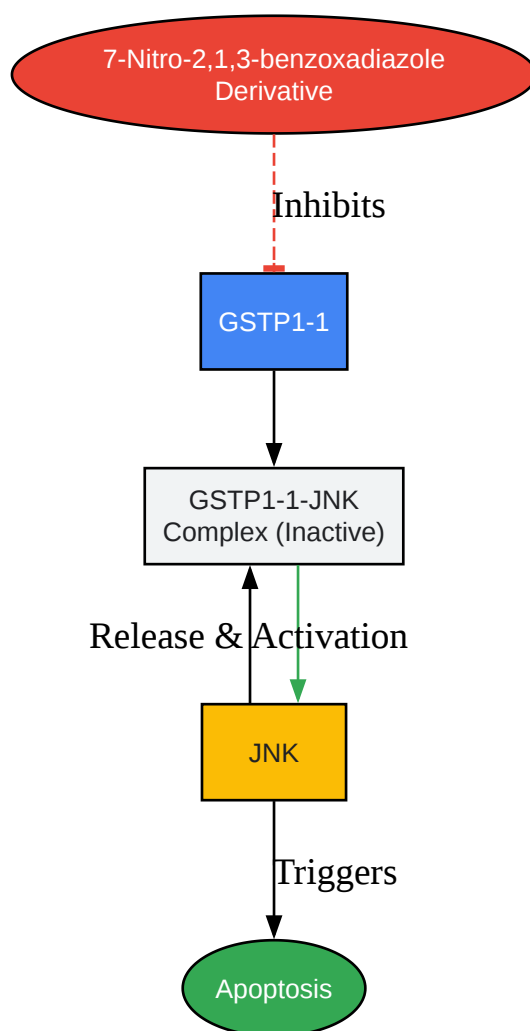 7-Nitro-2,1,3-benzoxadiazole
Derivative
Inhibits
GSTP1-1
GSTP1-1-JNK
Complex (Inactive)
Release & Activation
JNK
Triggers
Apoptosis